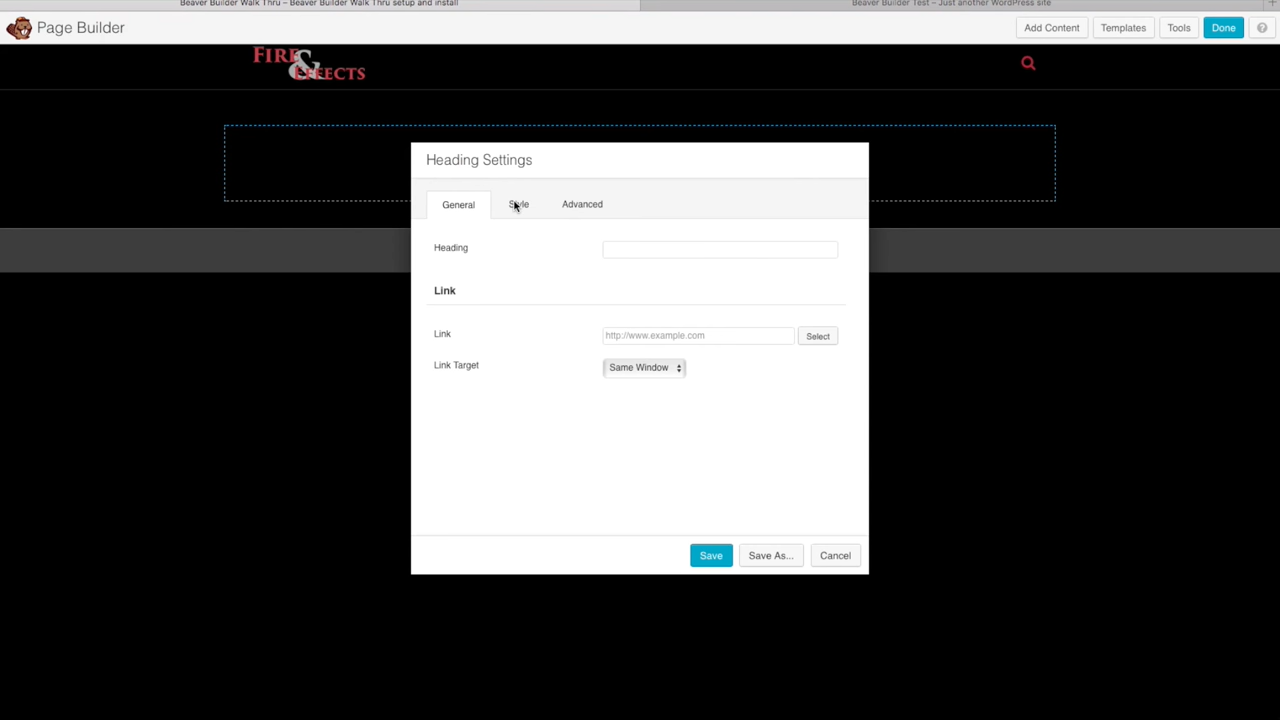 Beaver Builder Walk Thru – Beaver Builder Walk Thru setup and install
Beaver Builder Test – Just another WordPress site
Page Builder
Add Content
Templates
Tools
Done
?
FIRE
& EFFECTS
Heading Settings
General
Style
Advanced
Heading
Link
Link
http://www.example.com
Select
Link Target
Same Window
Save
Save As...
Cancel